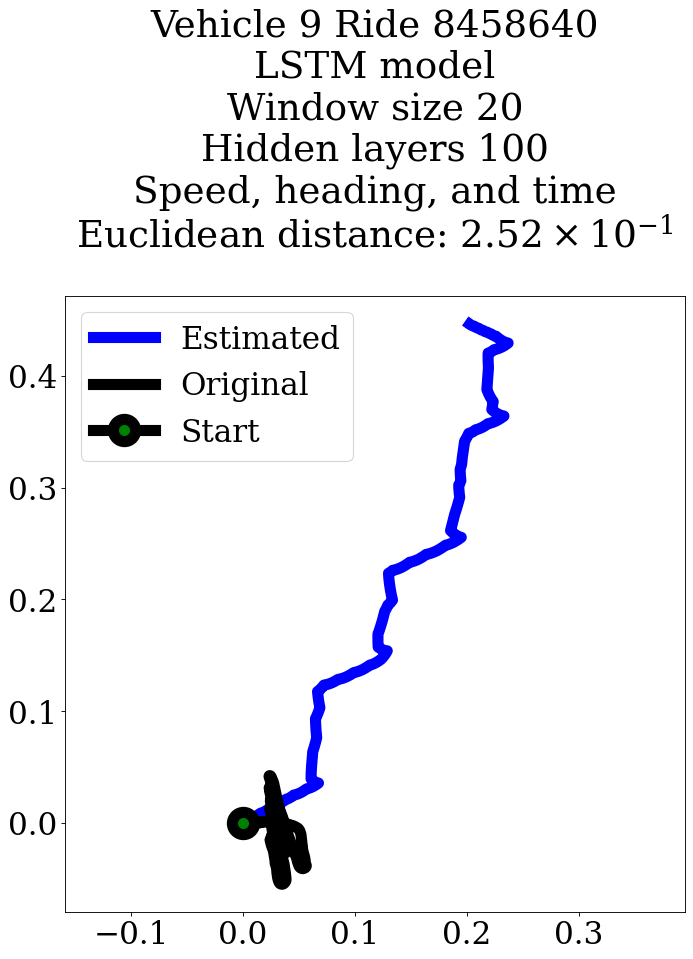 Vehicle 9 Ride 8458640
LSTM model
Window size 20
Hidden layers 100
Speed, heading, and time
Euclidean distance: 2.52 × 10⁻¹
Estimated
Original
Start
0.4
0.3
0.2
0.1
0.0
−0.1 0.0 0.1 0.2 0.3